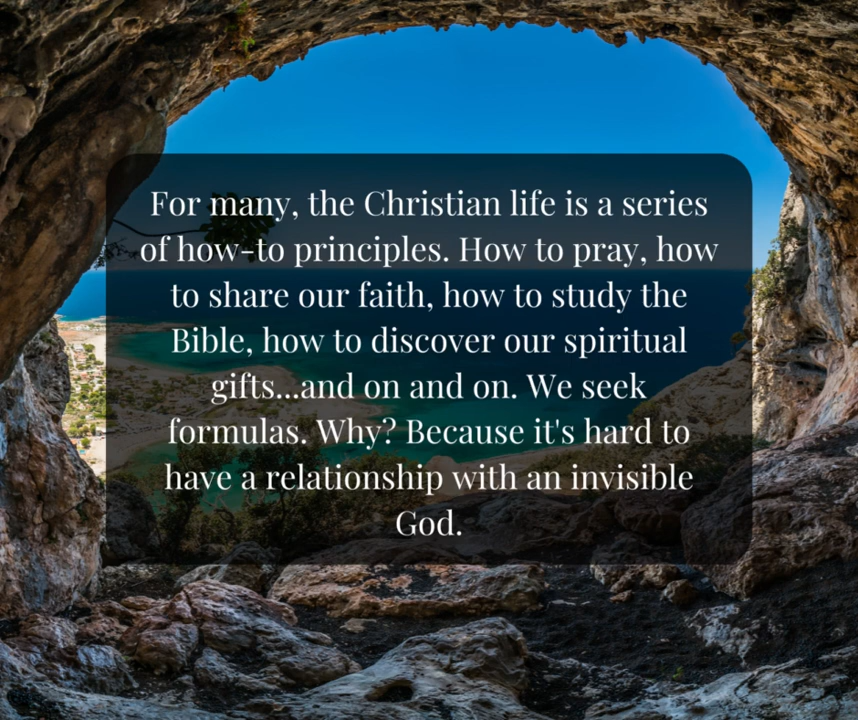 For many, the Christian life is a series
of how-to principles. How to pray, how
to share our faith, how to study the
Bible, how to discover our spiritual
gifts...and on and on. We seek
formulas. Why? Because it's hard to
have a relationship with an invisible
God.